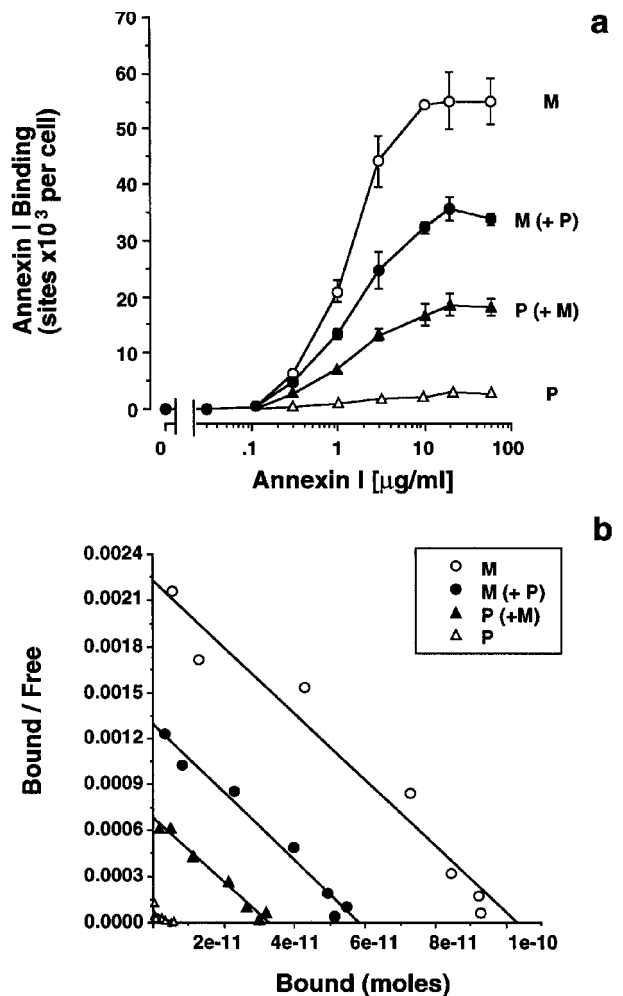 a
70
60
50
40
30
20
10
0
Annexin I Binding
(sites x10³ per cell)
M
M (+ P)
P (+ M)
P
0 .1 1 10 100
Annexin I [µg/ml]
b
0.0024
0.0021
0.0018
0.0015
0.0012
0.0009
0.0006
0.0003
0.0000
Bound / Free
M
M (+ P)
P (+M)
P
2e-11 4e-11 6e-11 8e-11 1e-10
Bound (moles)